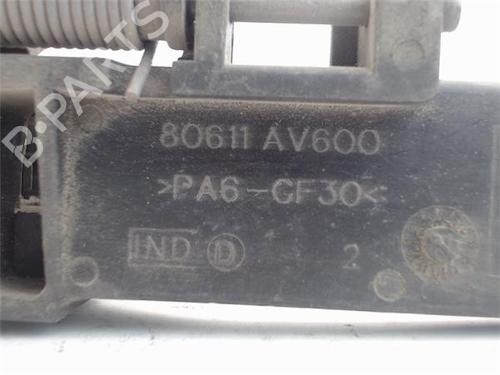 B-PARTS
80611 AV600
>PA6-GF30<
IND D 2